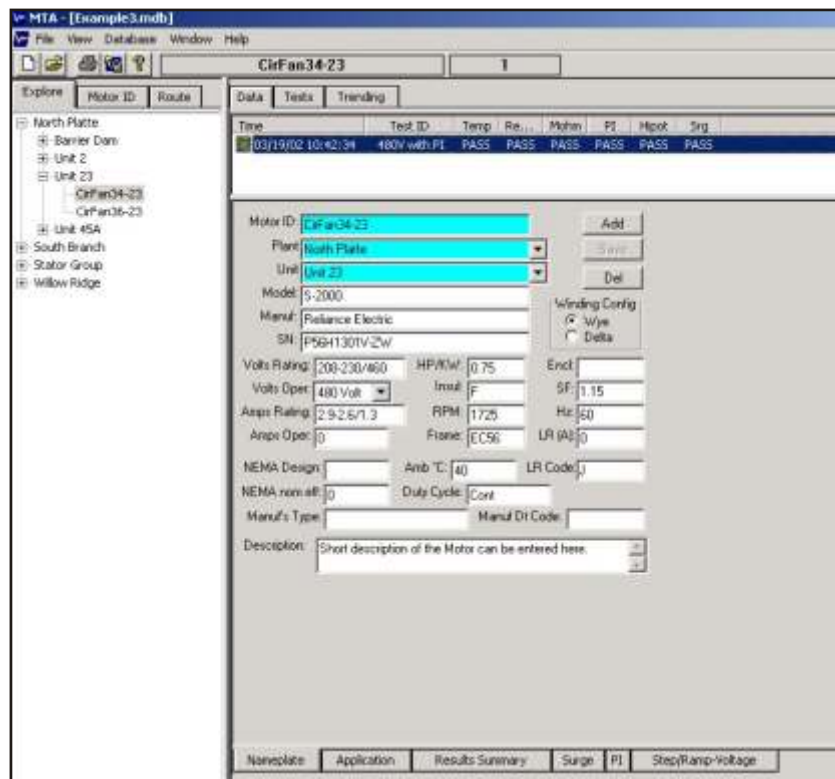 MTA - [Example3.mdb]
File View Database Window Help
CirFan34-23 1
Explore Motor ID Route
Data Tests Trending
North Platte
Barrier Dam
Unit 2
Unit 23
CirFan34-23
CirFan36-23
Unit 45A
South Branch
Stator Group
Willow Ridge
Time Test ID Temp Re... Mohm PI Hipot Srg
03/19/02 10:42:34 480V with PI PASS PASS PASS PASS PASS PASS
Motor ID: CirFan34-23 Add
Plant: North Platte Save
Unit: Unit 23 Del
Model: S-2000 Winding Config
Manuf: Reliance Electric Wye
SN: P56H1301V-ZW Delta
Volts Rating: 208-230/460 HP/KW: 0.75 Encl:
Volts Oper: 480 Volt Insul: F SF: 1.15
Amps Rating: 2.9-2.6/1.3 RPM: 1725 Hz: 60
Amps Oper: 0 Frame: EC56 LR (A): 0
NEMA Design: Amb °C: 40 LR Code: J
NEMA nom eff: 0 Duty Cycle: Cont
Manuf's Type: Manuf Dt Code:
Description: Short description of the Motor can be entered here.
Nameplate Application Results Summary Surge PI Step/Ramp-Voltage